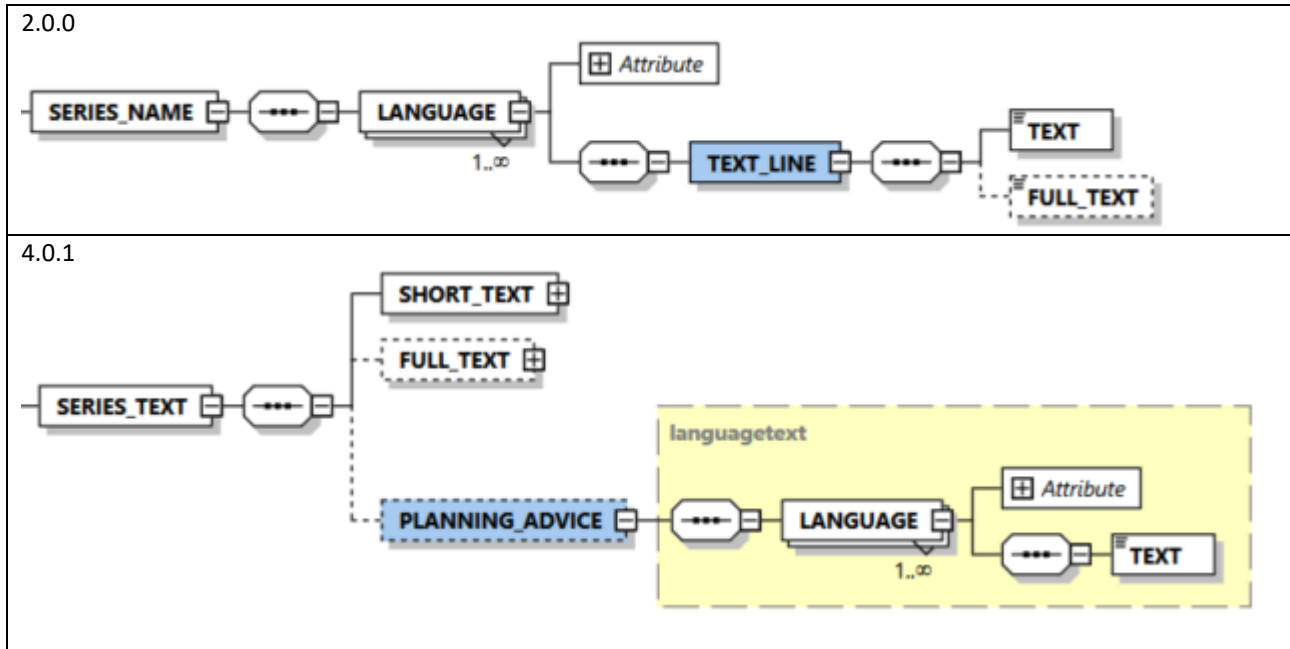 2.0.0
Attribute
SERIES_NAME
LANGUAGE
1..∞
TEXT_LINE
TEXT
FULL_TEXT
4.0.1
SHORT_TEXT
FULL_TEXT
SERIES_TEXT
languagetext
PLANNING_ADVICE
LANGUAGE
1..∞
Attribute
TEXT